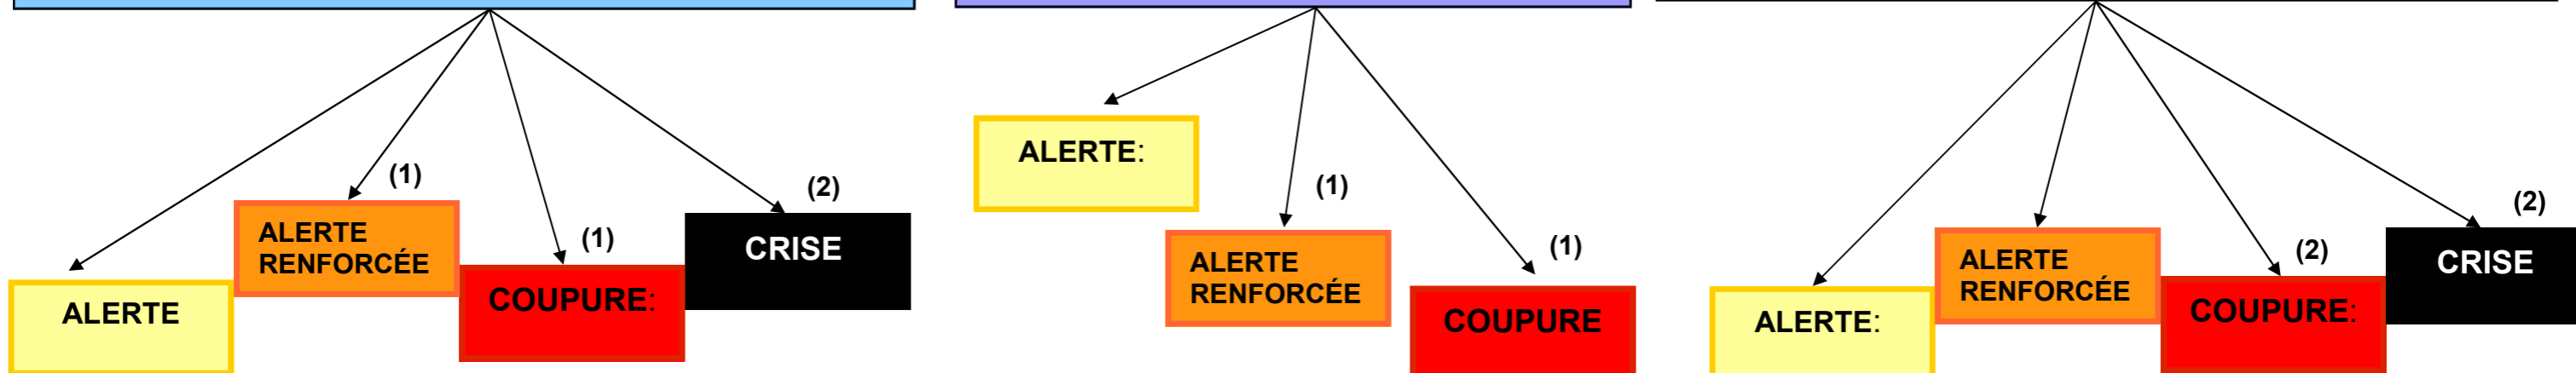 (1)
(2)
ALERTE
RENFORCÉE
(1)
CRISE
COUPURE:
ALERTE
ALERTE:
(1)
(1)
ALERTE
RENFORCÉE
COUPURE
(2)
(2)
ALERTE
RENFORCÉE
CRISE
COUPURE:
ALERTE: